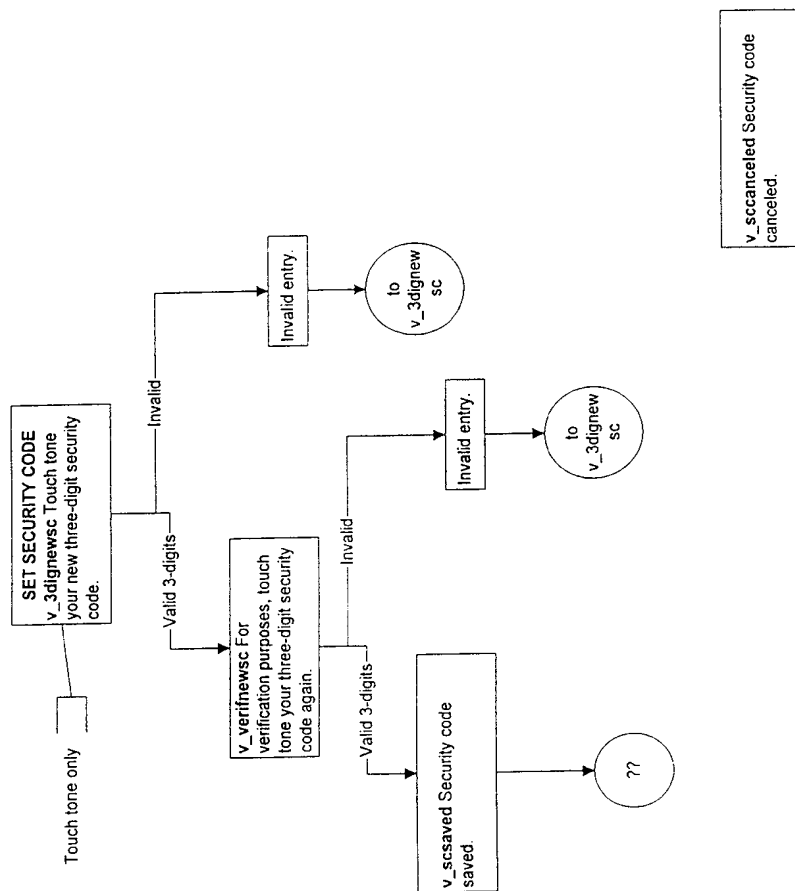 Touch tone only
SET SECURITY CODE
v_3dignewsc Touch tone
your new three-digit security
code.
Valid 3-digits
Invalid
v_verifnewsc For
verification purposes, touch
tone your three-digit security
code again.
Invalid entry.
to
v_3dignew
sc
Valid 3-digits
Invalid
v_scsaved Security code
saved.
Invalid entry.
to
v_3dignew
sc
??
v_sccanceled Security code
canceled.